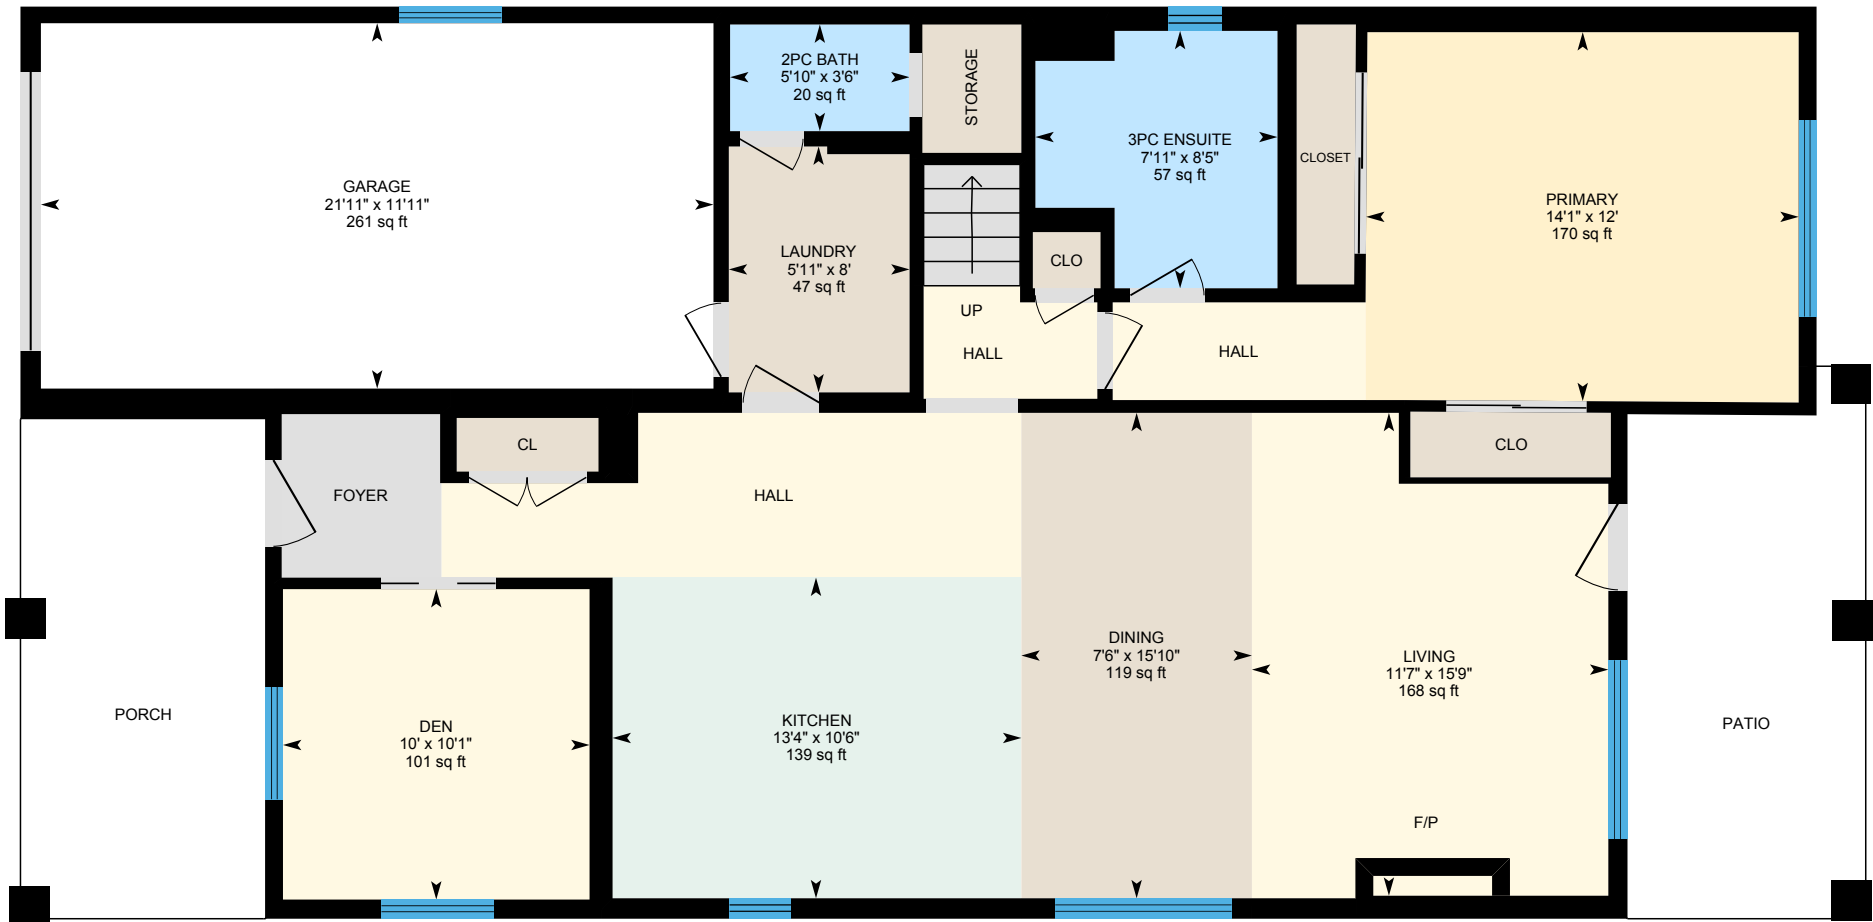 2PC BATH
5'10" x 3'6"
20 sq ft
STORAGE
3PC ENSUITE
7'11" x 8'5"
57 sq ft
CLOSET
GARAGE
21'11" x 11'11"
261 sq ft
PRIMARY
14'1" x 12'
170 sq ft
LAUNDRY
5'11" x 8'
47 sq ft
CLO
UP
HALL
HALL
CL
CLO
FOYER
HALL
DINING
7'6" x 15'10"
119 sq ft
LIVING
11'7" x 15'9"
168 sq ft
PORCH
DEN
10' x 10'1"
101 sq ft
KITCHEN
13'4" x 10'6"
139 sq ft
PATIO
F/P